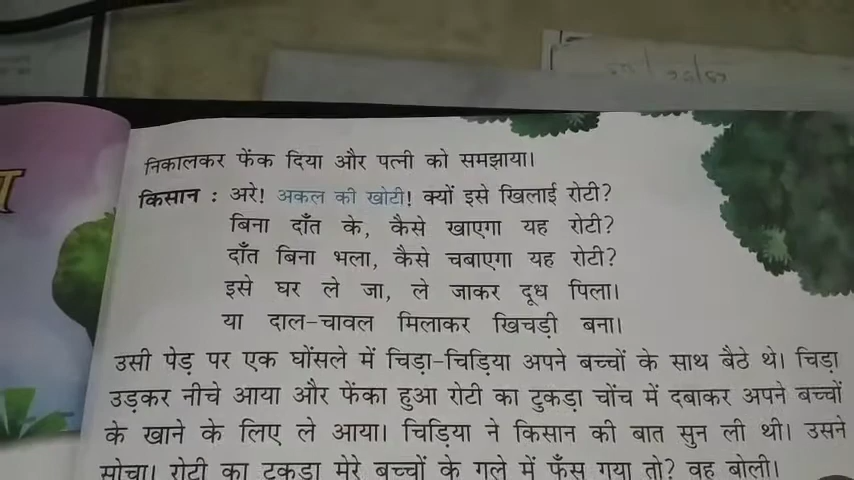 निकालकर फेंक दिया और पत्नी को समझाया।
किसान : अरे! अकल की खोटी! क्यों इसे खिलाई रोटी?
बिना दाँत के, कैसे खाएगा यह रोटी?
दाँत बिना भला, कैसे चबाएगा यह रोटी?
इसे घर ले जा, ले जाकर दूध पिला।
या दाल-चावल मिलाकर खिचड़ी बना।
उसी पेड़ पर एक घोंसले में चिड़ा-चिड़िया अपने बच्चों के साथ बैठे थे। चिड़ा
उड़कर नीचे आया और फेंका हुआ रोटी का टुकड़ा चोंच में दबाकर अपने बच्चों
के खाने के लिए ले आया। चिड़िया ने किसान की बात सुन ली थी। उसने
सोचा। रोटी का टुकड़ा मेरे बच्चों के गले में फँस गया तो? वह बोली।